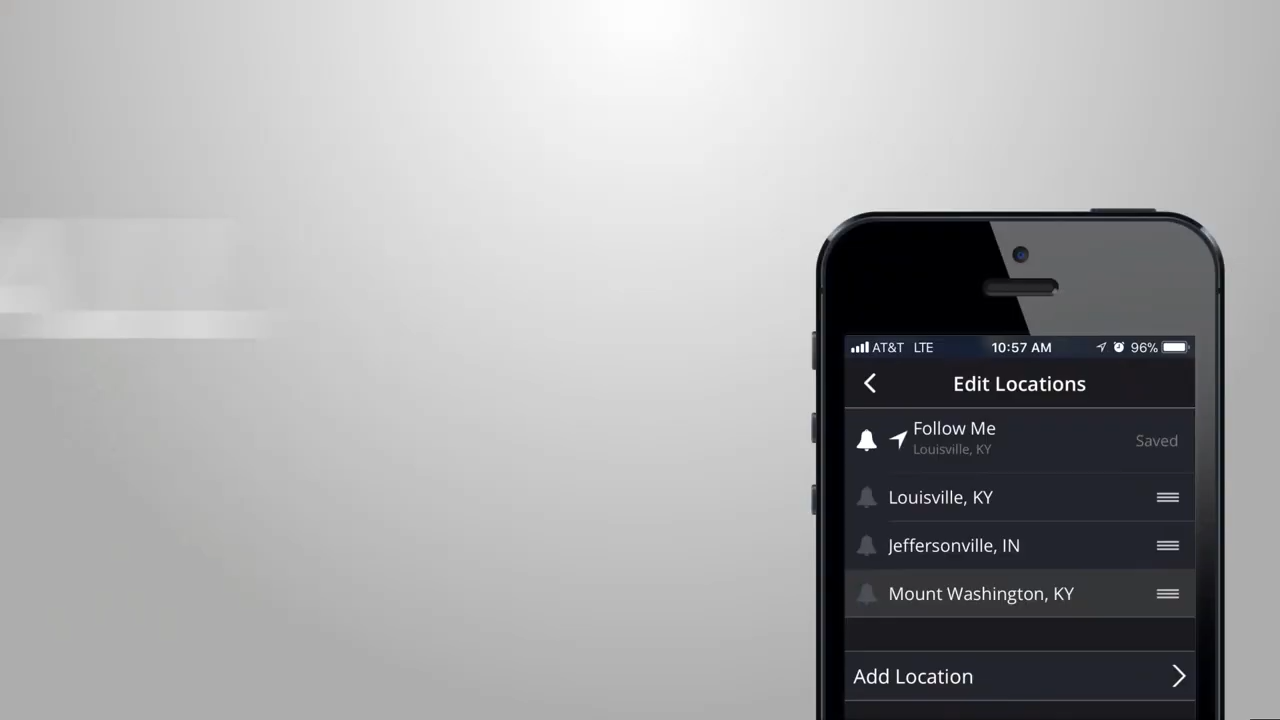 AT&T LTE 10:57 AM 96%
Edit Locations
Follow Me
Louisville, KY
Saved
Louisville, KY
Jeffersonville, IN
Mount Washington, KY
Add Location